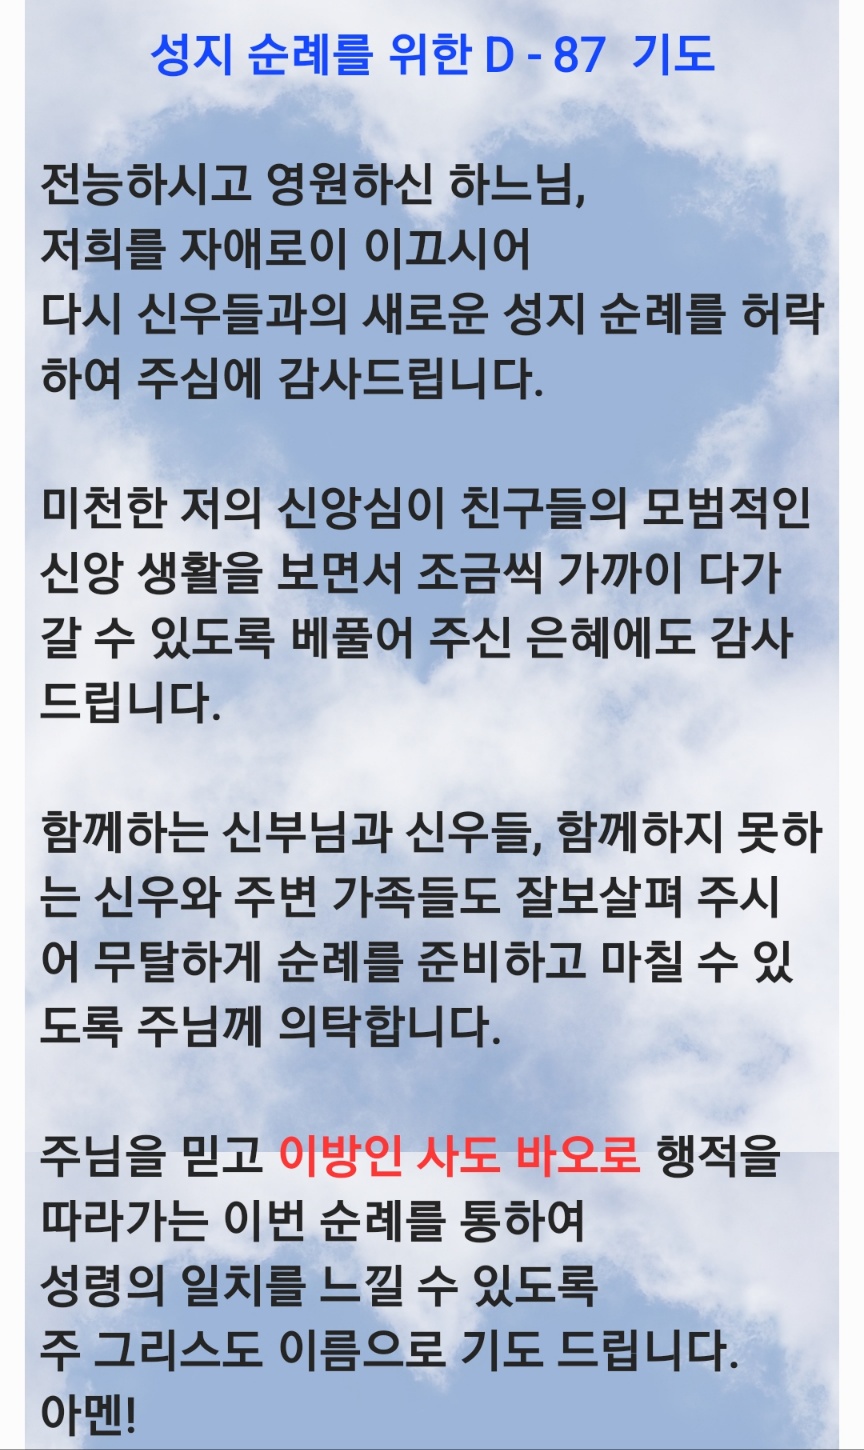 성지 순례를 위한 D - 87 기도
전능하시고 영원하신 하느님,
저희를 자애로이 이끄시어
다시 신우들과의 새로운 성지 순례를 허락
하여 주심에 감사드립니다.
미천한 저의 신앙심이 친구들의 모범적인
신앙 생활을 보면서 조금씩 가까이 다가
갈 수 있도록 베풀어 주신 은혜에도 감사
드립니다.
함께하는 신부님과 신우들, 함께하지 못하
는 신우와 주변 가족들도 잘보살펴 주시
어 무탈하게 순례를 준비하고 마칠 수 있
도록 주님께 의탁합니다.
주님을 믿고 이방인 사도 바오로 행적을
따라가는 이번 순례를 통하여
성령의 일치를 느낄 수 있도록
주 그리스도 이름으로 기도 드립니다.
아멘!